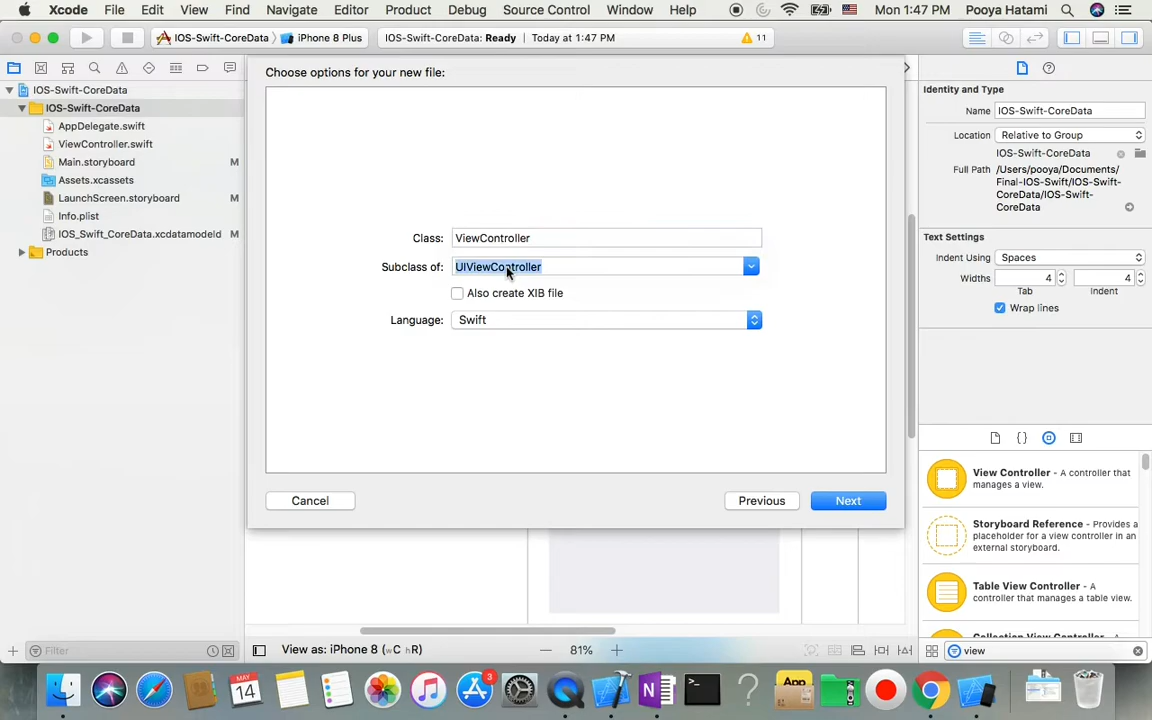 Xcode File Edit View Find Navigate Editor Product Debug Source Control Window Help Mon 1:47 PM Pooya Hatami
IOS-Swift-CoreData iPhone 8 Plus IOS-Swift-CoreData: Ready Today at 1:47 PM 11
IOS-Swift-CoreData
IOS-Swift-CoreData
AppDelegate.swift
ViewController.swift
Main.storyboard M
Assets.xcassets
LaunchScreen.storyboard M
Info.plist
IOS_Swift_CoreData.xcdatamodeld M
Products
Filter
Choose options for your new file:
Class: ViewController
Subclass of: UIViewController
Also create XIB file
Language: Swift
Cancel Previous Next
View as: iPhone 8 (wC hR) 81%
Identity and Type
Name IOS-Swift-CoreData
Location Relative to Group
IOS-Swift-CoreData
Full Path /Users/pooya/Documents/
Final-IOS-Swift/IOS-Swift-
CoreData/IOS-Swift-
CoreData
Text Settings
Indent Using Spaces
Widths 4 4
Tab Indent
Wrap lines
View Controller - A controller that
manages a view.
Storyboard Reference - Provides a
placeholder for a view controller in an
external storyboard.
Table View Controller - A
controller that manages a table view.
view
MAY
14
3
App